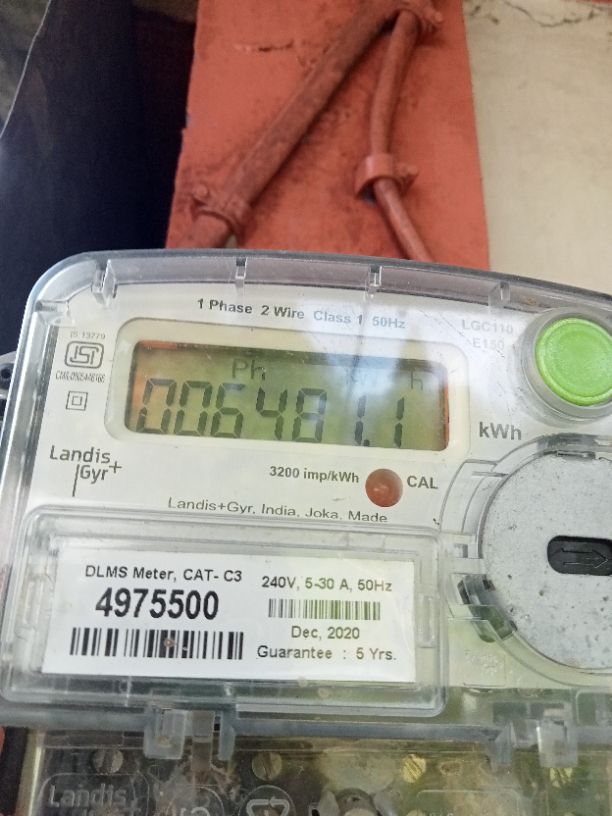 1 Phase 2 Wire Class 1 50Hz
LGC110
E150
IS 13779
ISI
Ph
006481.1
kWh
Landis
Gyr+
3200 imp/kWh
CAL
Landis+Gyr, India, Joka, Made
DLMS Meter, CAT- C3
4975500
240V, 5-30 A, 50Hz
Dec, 2020
Guarantee : 5 Yrs.
Landis